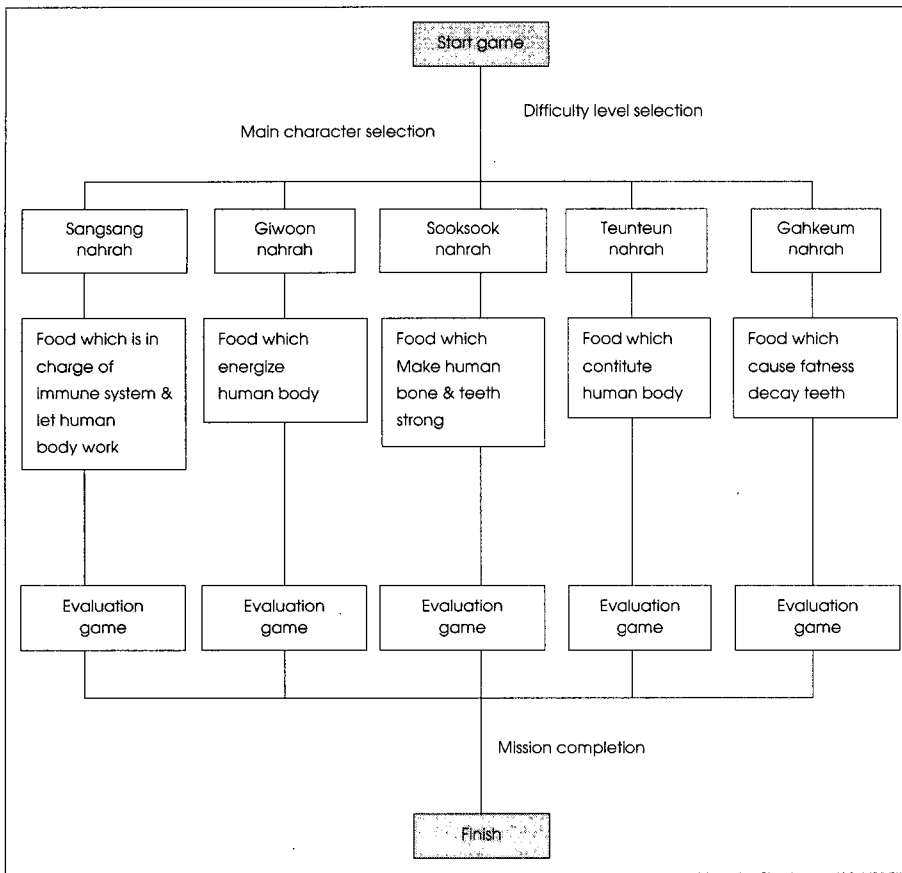 Start game
Difficulty level selection
Main character selection
Sangsang
nahrah
Giwoon
nahrah
Sooksook
nahrah
Teunteun
nahrah
Gahkeum
nahrah
Food which is in
charge of
immune system &
let human
body work
Food which
energize
human body
Food which
Make human
bone & teeth
strong
Food which
contitute
human body
Food which
cause fatness
decay teeth
Evaluation
game
Evaluation
game
Evaluation
game
Evaluation
game
Evaluation
game
Mission completion
Finish